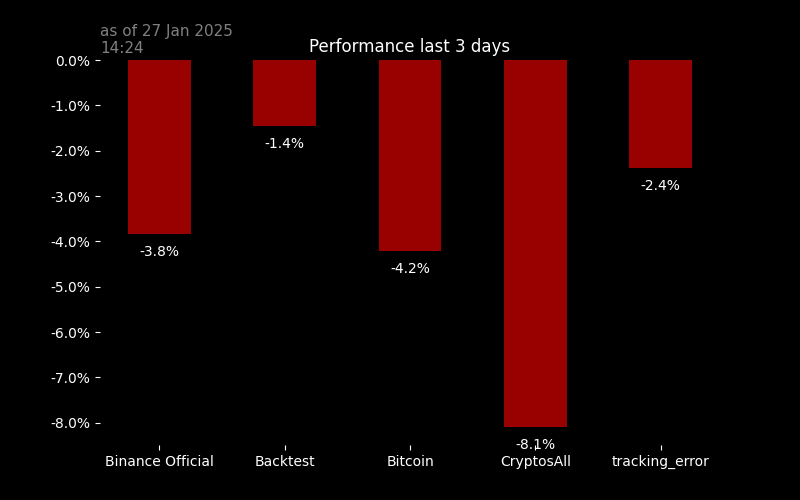 as of 27 Jan 2025
14:24
Performance last 3 days
0.0%
-1.0%
-2.0%
-3.0%
-4.0%
-5.0%
-6.0%
-7.0%
-8.0%
-3.8%
-1.4%
-4.2%
-8.1%
-2.4%
Binance Official
Backtest
Bitcoin
CryptosAll
tracking_error